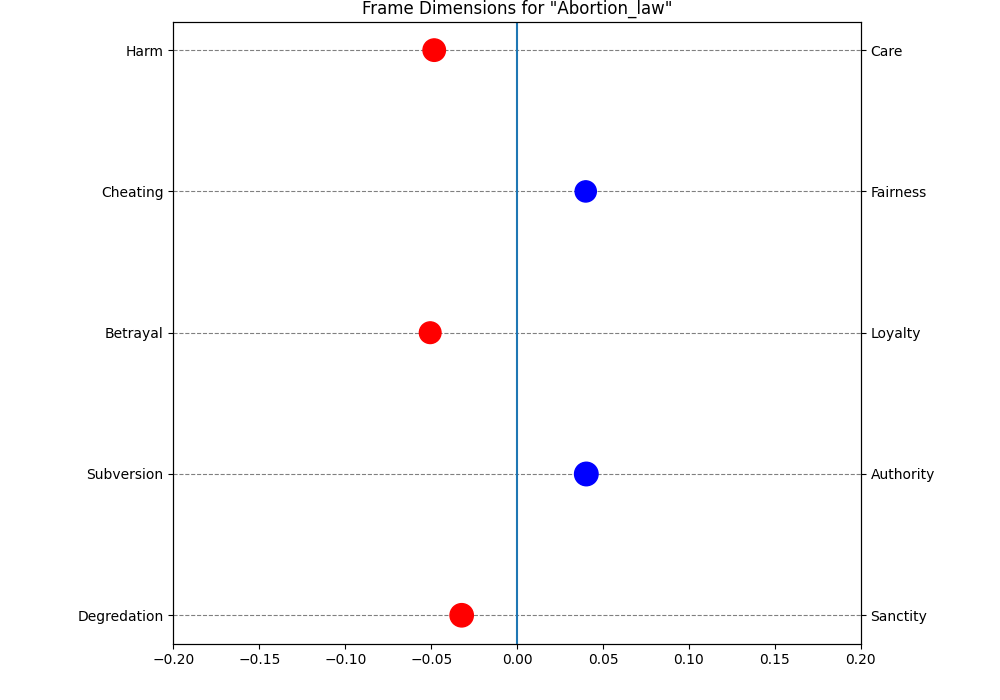 Frame Dimensions for "Abortion_law"
Harm
Care
Cheating
Fairness
Betrayal
Loyalty
Subversion
Authority
Degredation
Sanctity
−0.20 −0.15 −0.10 −0.05 0.00 0.05 0.10 0.15 0.20